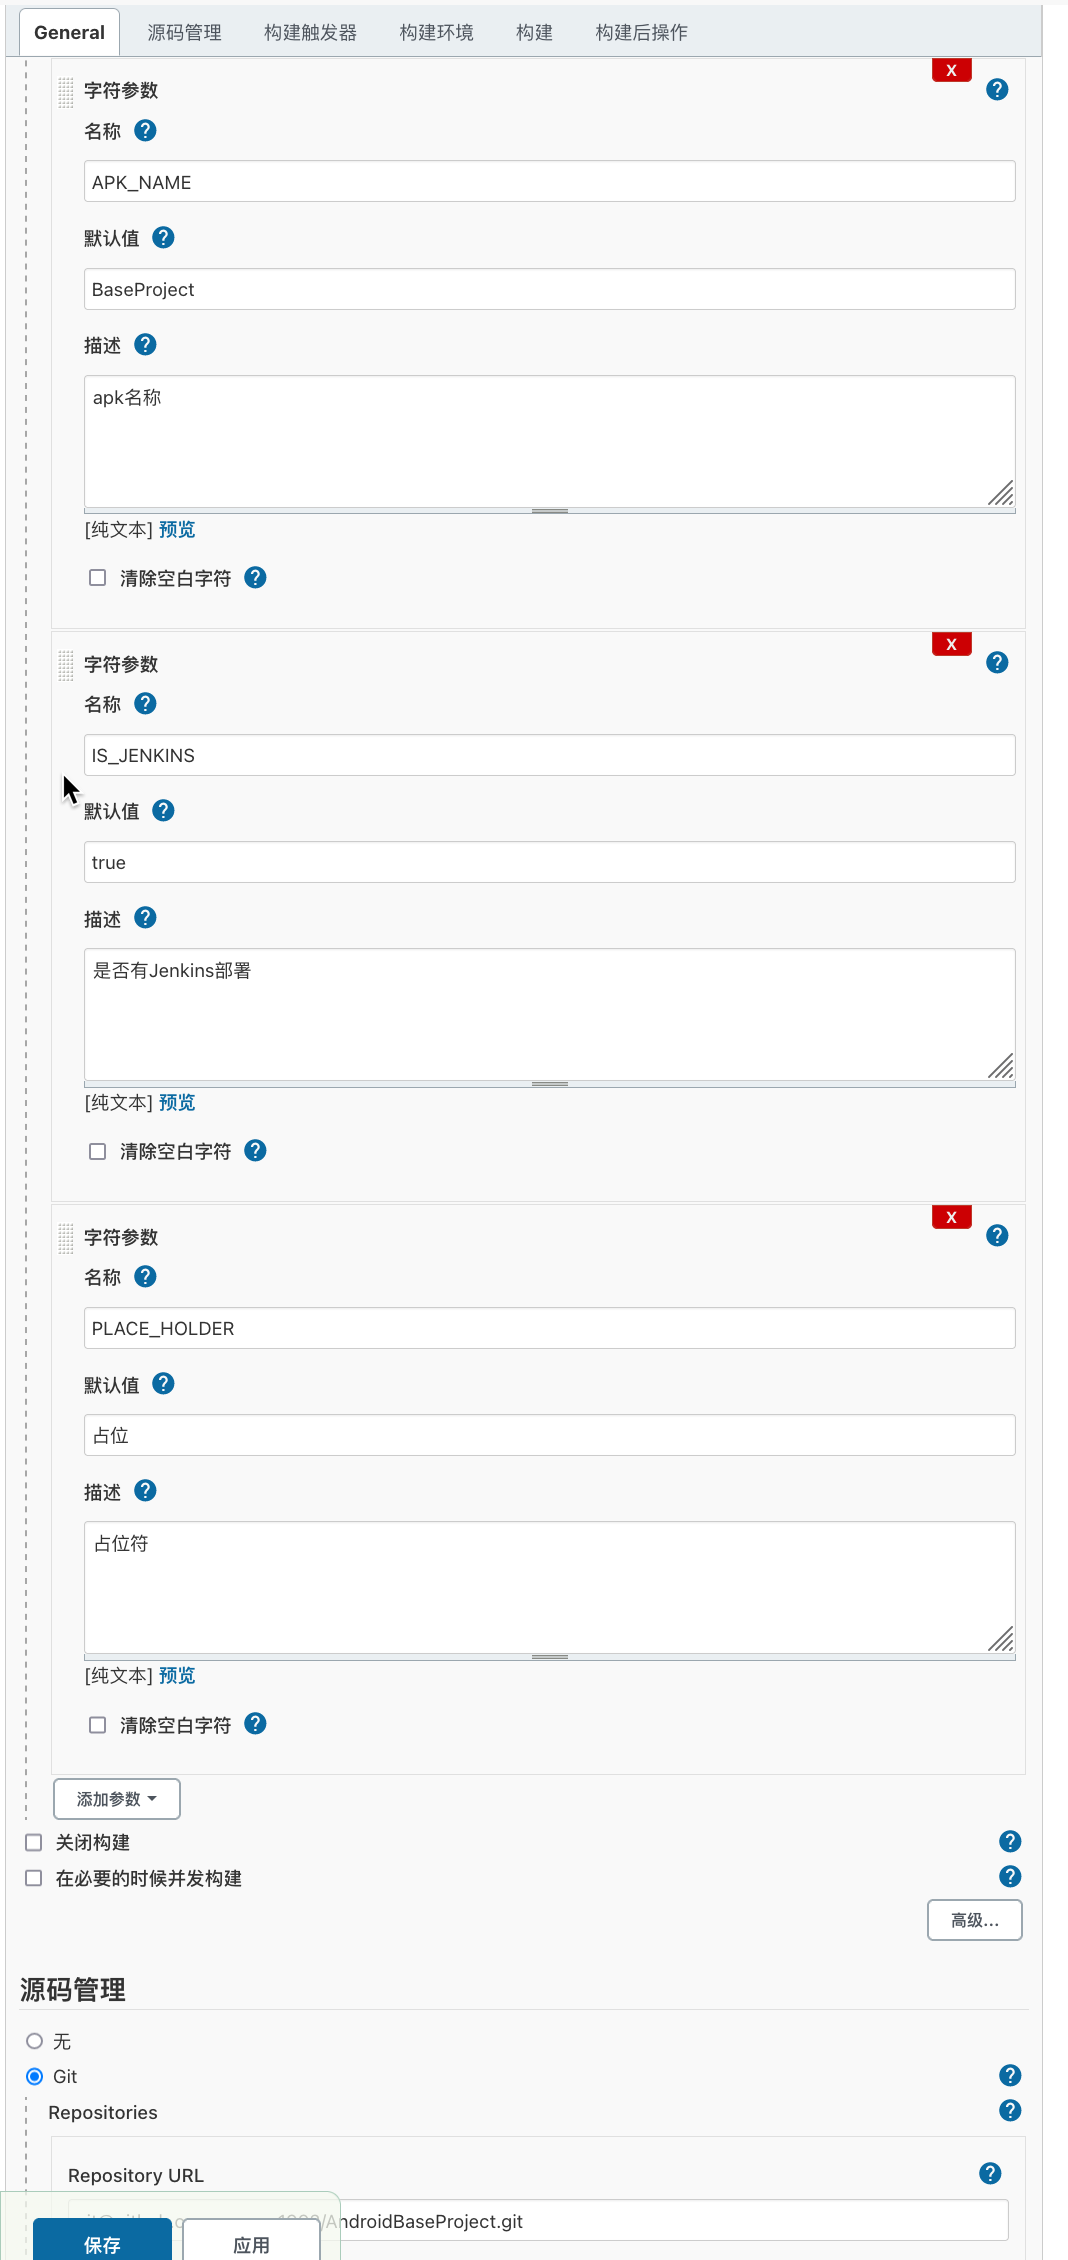 General 源码管理 构建触发器 构建环境 构建 构建后操作
X
字符参数
名称
APK_NAME
默认值
BaseProject
描述
apk名称
[纯文本] 预览
清除空白字符
X
字符参数
名称
IS_JENKINS
默认值
true
描述
是否有Jenkins部署
[纯文本] 预览
清除空白字符
X
字符参数
名称
PLACE_HOLDER
默认值
占位
描述
占位符
[纯文本] 预览
清除空白字符
添加参数
关闭构建
在必要的时候并发构建
高级...
源码管理
无
Git
Repositories
Repository URL
/AndroidBaseProject.git
保存 应用